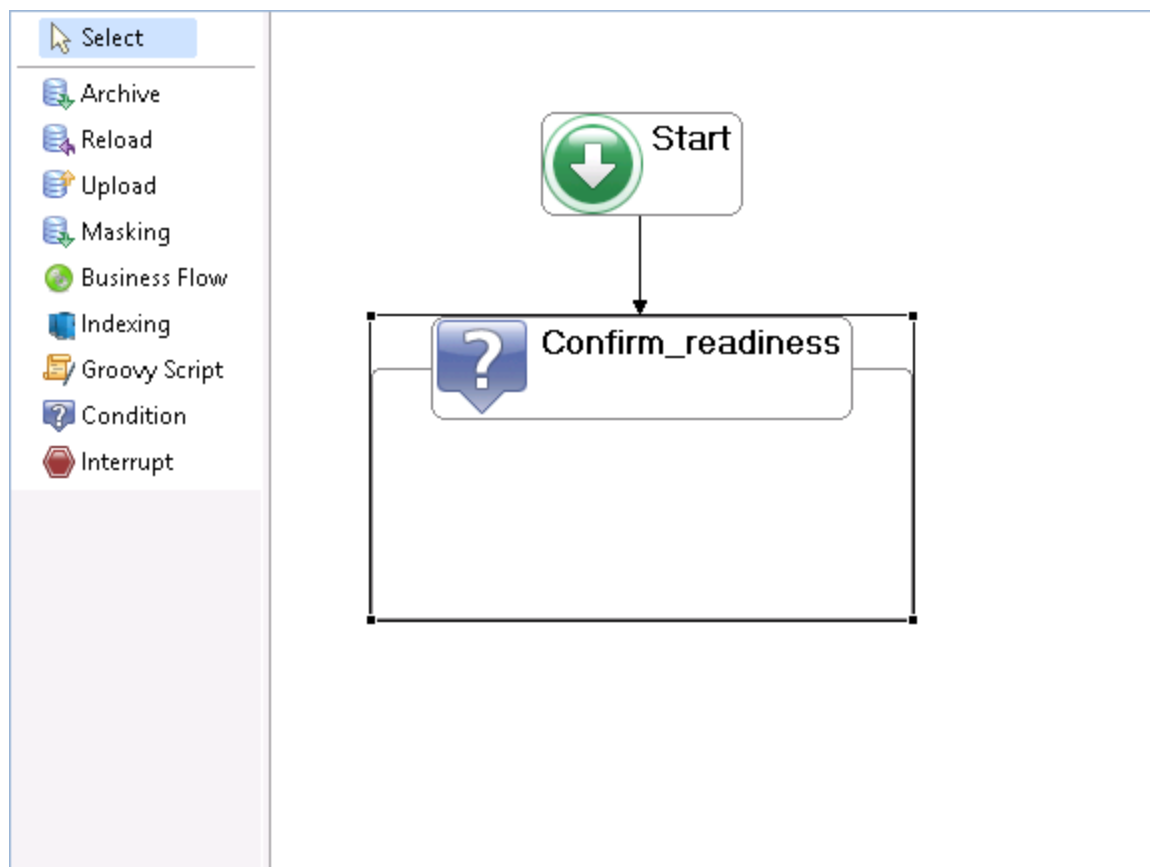 Select
Archive
Reload
Upload
Masking
Business Flow
Indexing
Groovy Script
Condition
Interrupt
Start
Confirm_readiness